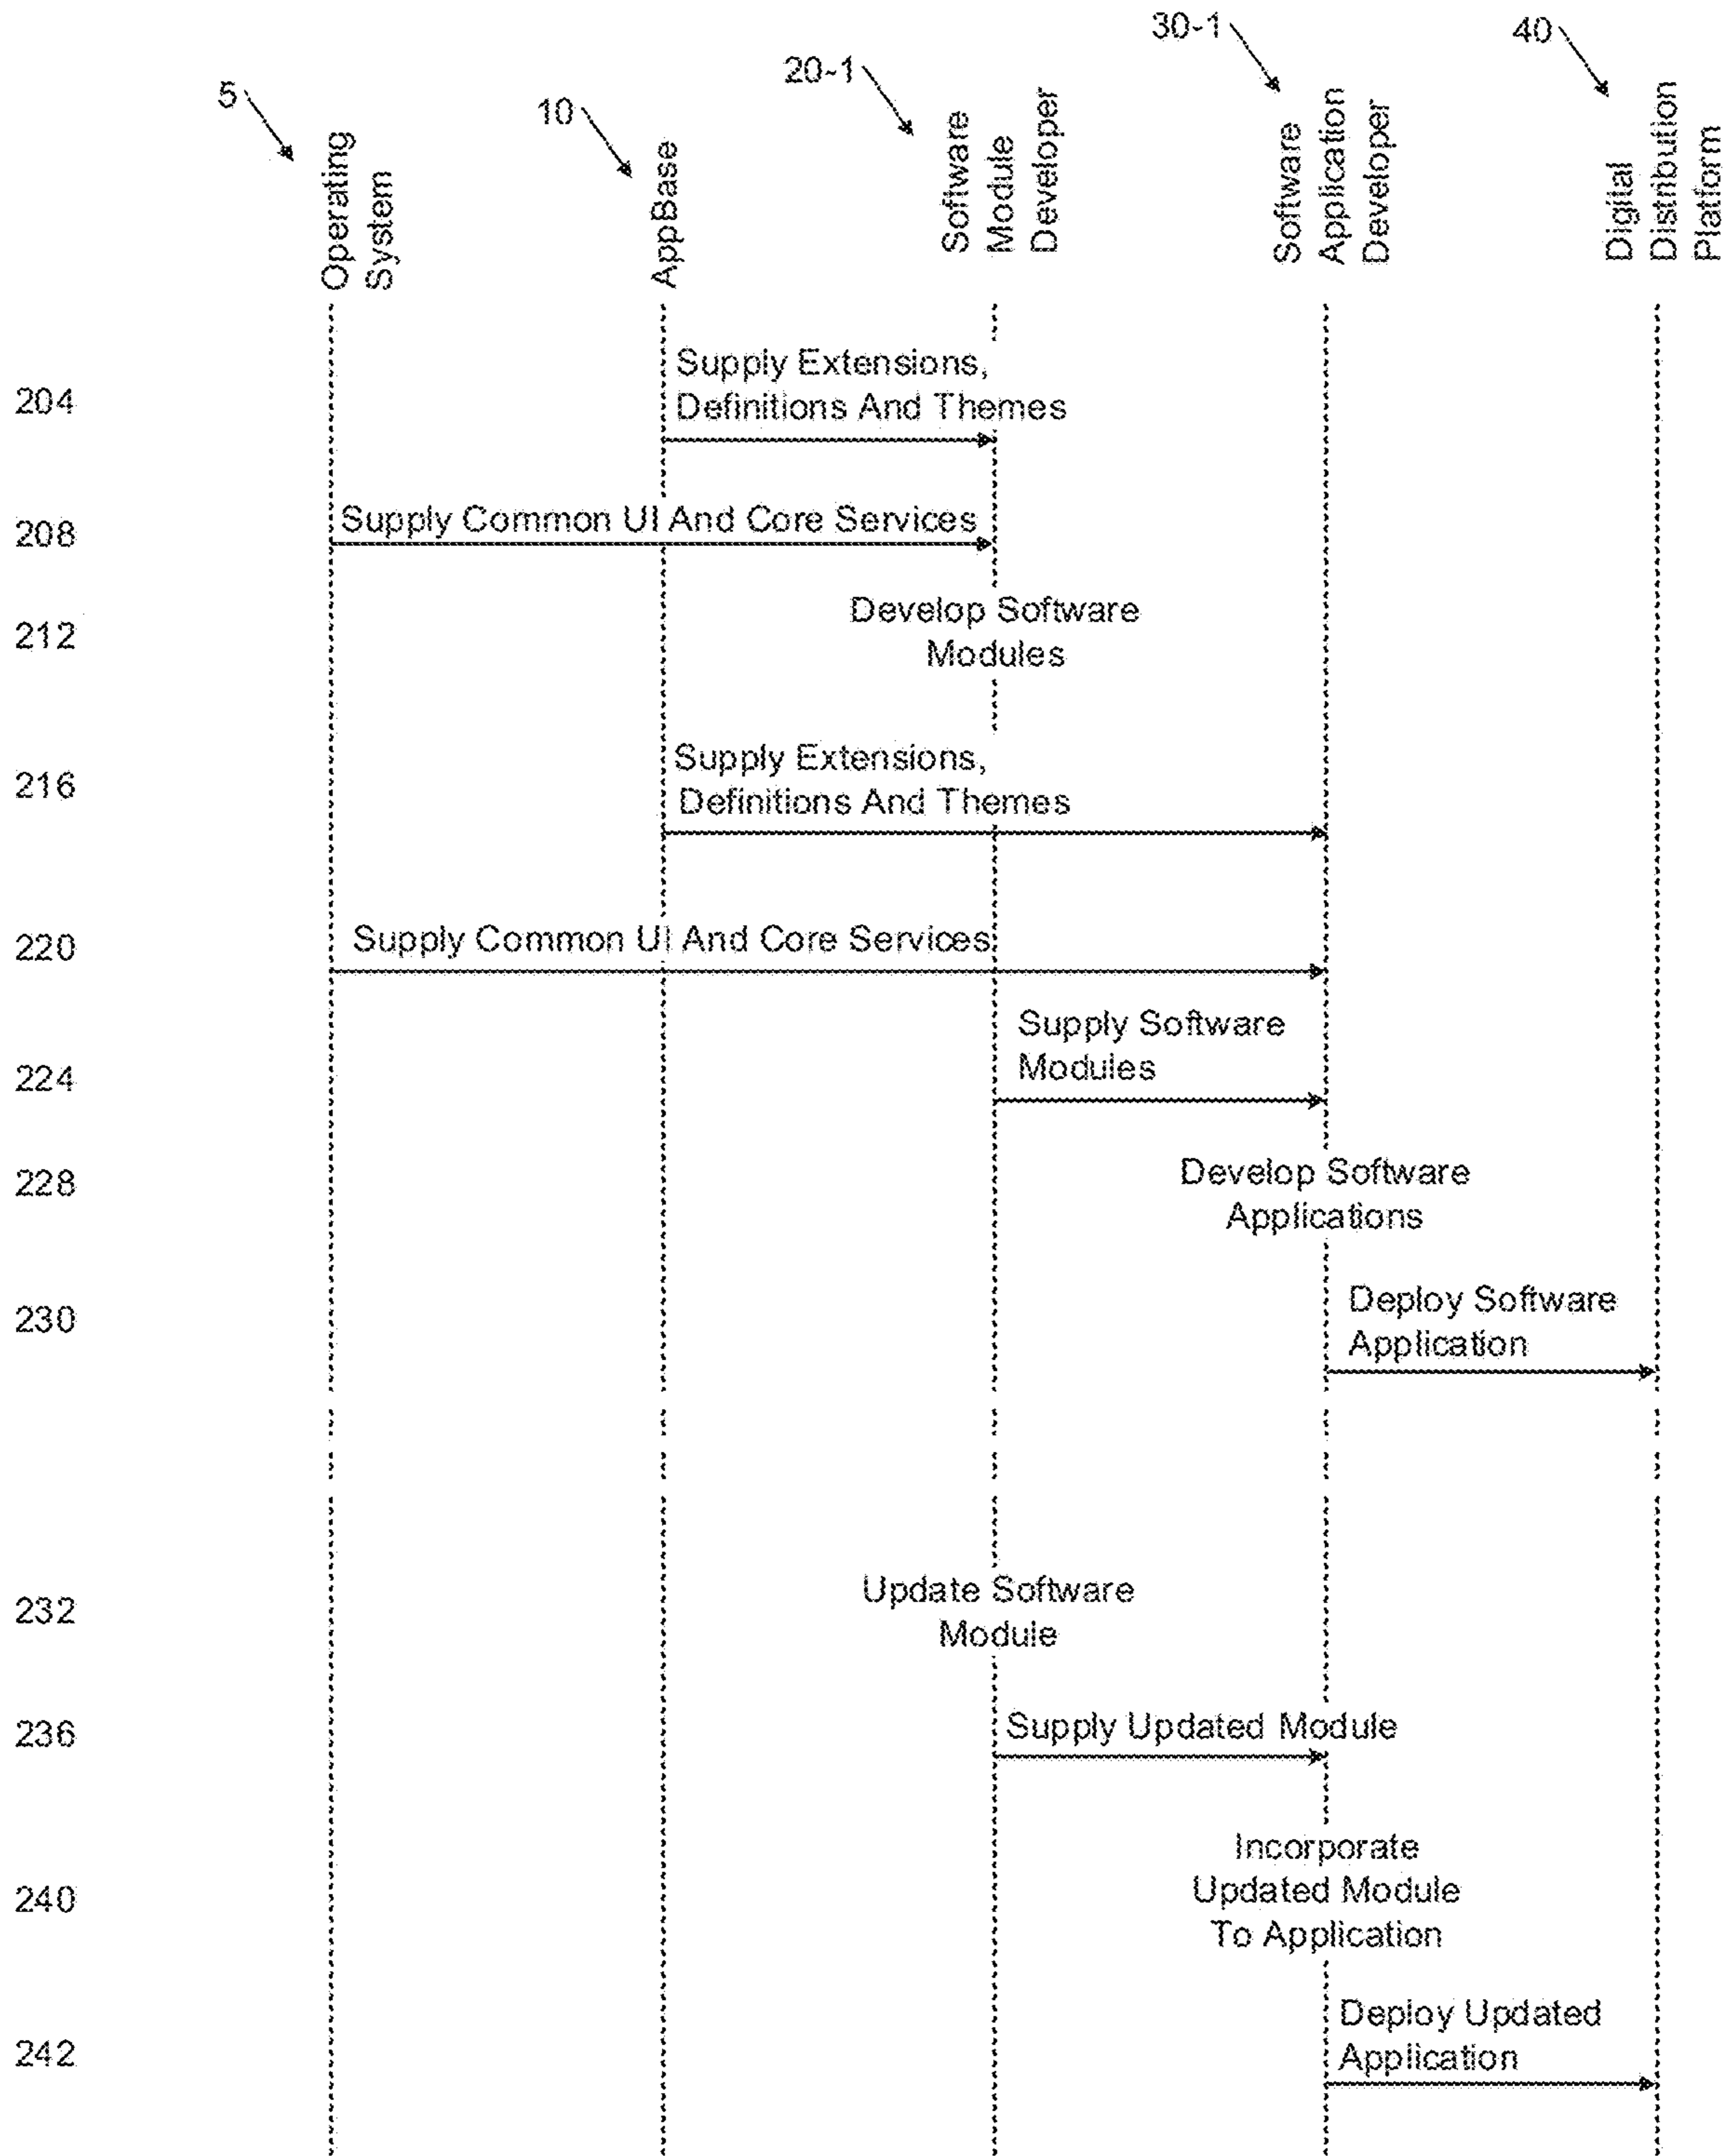 5
Operating
System
10
AppBase
20-1
Software
Module
Developer
30-1
Software
Application
Developer
40
Digital
Distribution
Platform
204
Supply Extensions,
Definitions And Themes
208
Supply Common UI And Core Services
212
Develop Software
Modules
216
Supply Extensions,
Definitions And Themes
220
Supply Common UI And Core Services
224
Supply Software
Modules
228
Develop Software
Applications
230
Deploy Software
Application
232
Update Software
Module
236
Supply Updated Module
240
Incorporate
Updated Module
To Application
242
Deploy Updated
Application